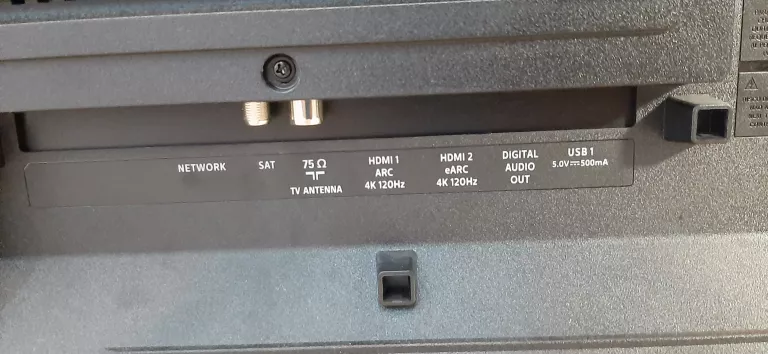 NETWORK
SAT
75 Ω
TV ANTENNA
HDMI 1
ARC
4K 120Hz
HDMI 2
eARC
4K 120Hz
DIGITAL
AUDIO
OUT
USB 1
5.0V⎓500mA